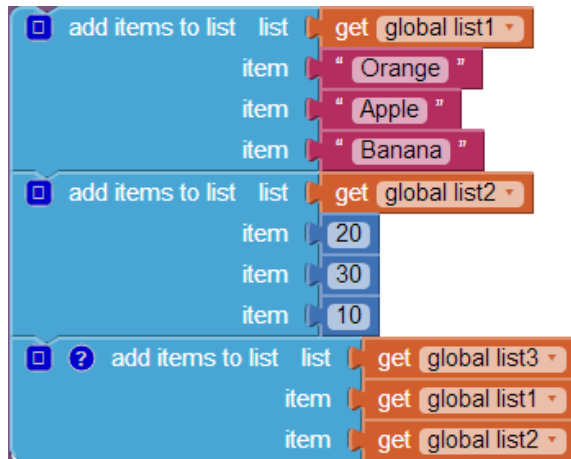 add items to list list get global list1
item " Orange "
item " Apple "
item " Banana "
add items to list list get global list2
item 20
item 30
item 10
? add items to list list get global list3
item get global list1
item get global list2